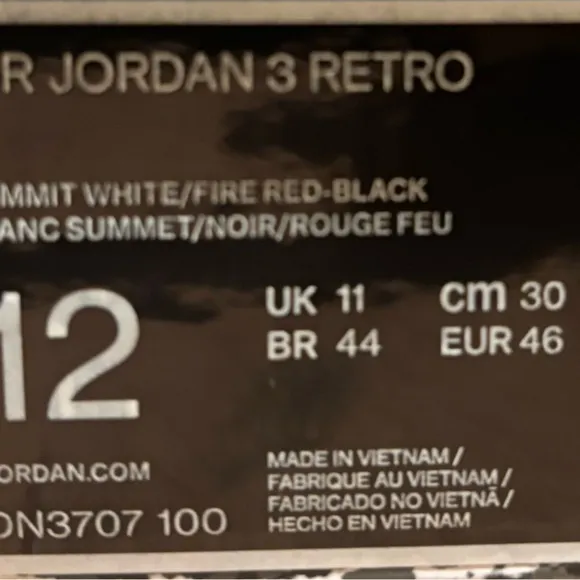 R JORDAN 3 RETRO
MMIT WHITE/FIRE RED-BLACK
ANC SUMMET/NOIR/ROUGE FEU
12
UK 11 cm 30
BR 44 EUR 46
ORDAN.COM
DN3707 100
MADE IN VIETNAM /
FABRIQUE AU VIETNAM /
FABRICADO NO VIETNÃ /
HECHO EN VIETNAM